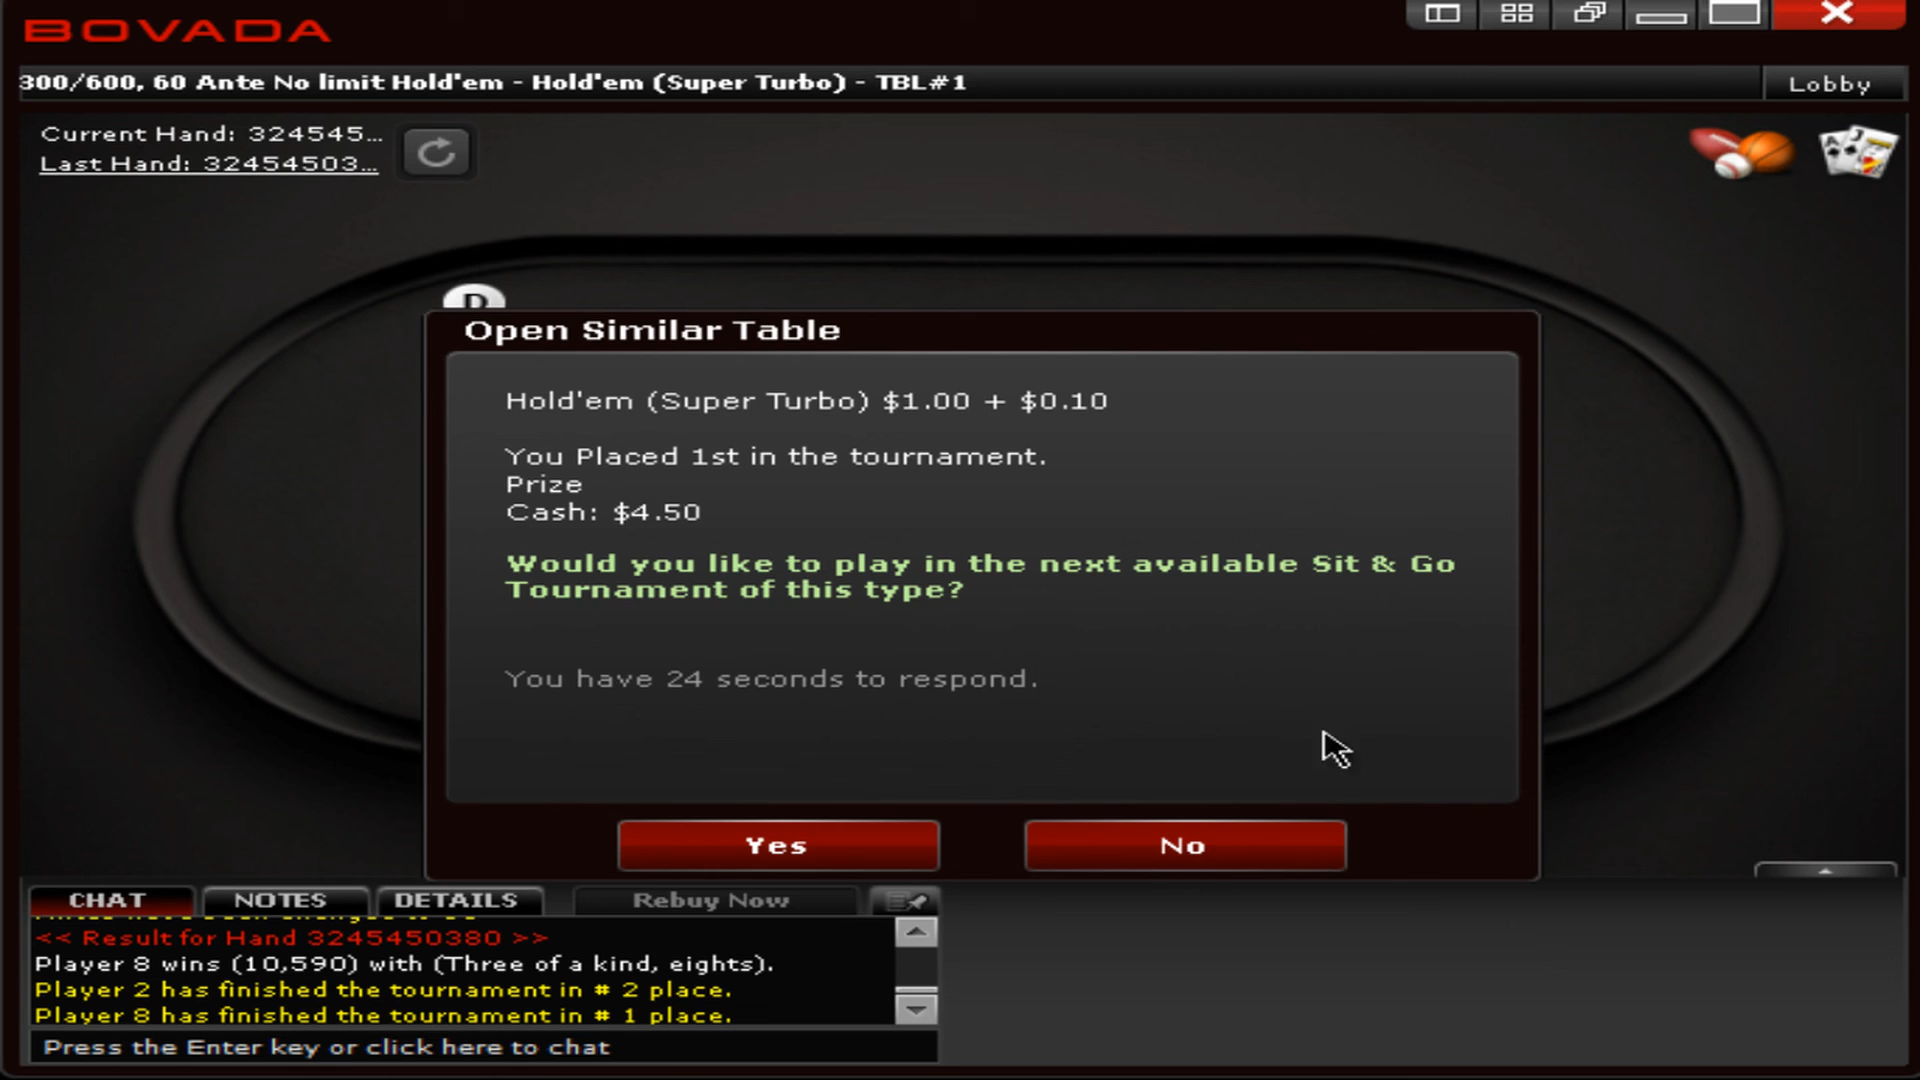 BOVADA
300/600, 60 Ante No limit Hold'em - Hold'em (Super Turbo) - TBL#1
Lobby
Current Hand: 324545...
Last Hand: 32454503...
D
Open Similar Table
Hold'em (Super Turbo) $1.00 + $0.10
You Placed 1st in the tournament.
Prize
Cash: $4.50
Would you like to play in the next available Sit & Go
Tournament of this type?
You have 24 seconds to respond.
Yes
No
CHAT
NOTES
DETAILS
Rebuy Now
<< Result for Hand 3245450380 >>
Player 8 wins (10,590) with (Three of a kind, eights).
Player 2 has finished the tournament in # 2 place.
Player 8 has finished the tournament in # 1 place.
Press the Enter key or click here to chat